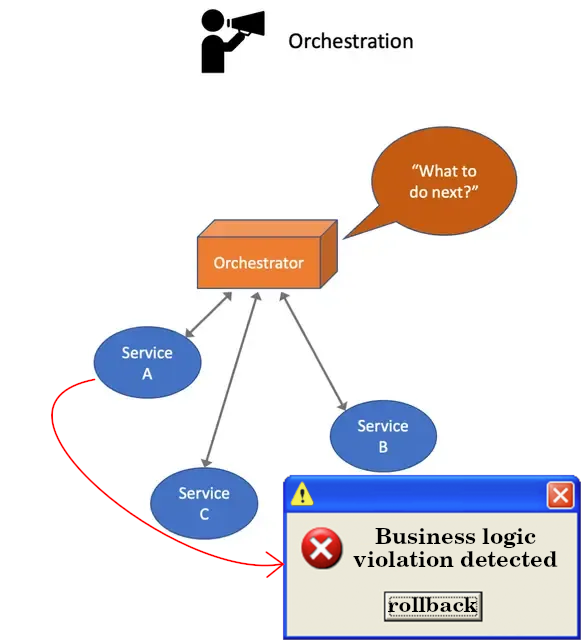 Orchestration
“What to
do next?”
Orchestrator
Service
A
Service
B
Service
C
Business logic
violation detected
rollback